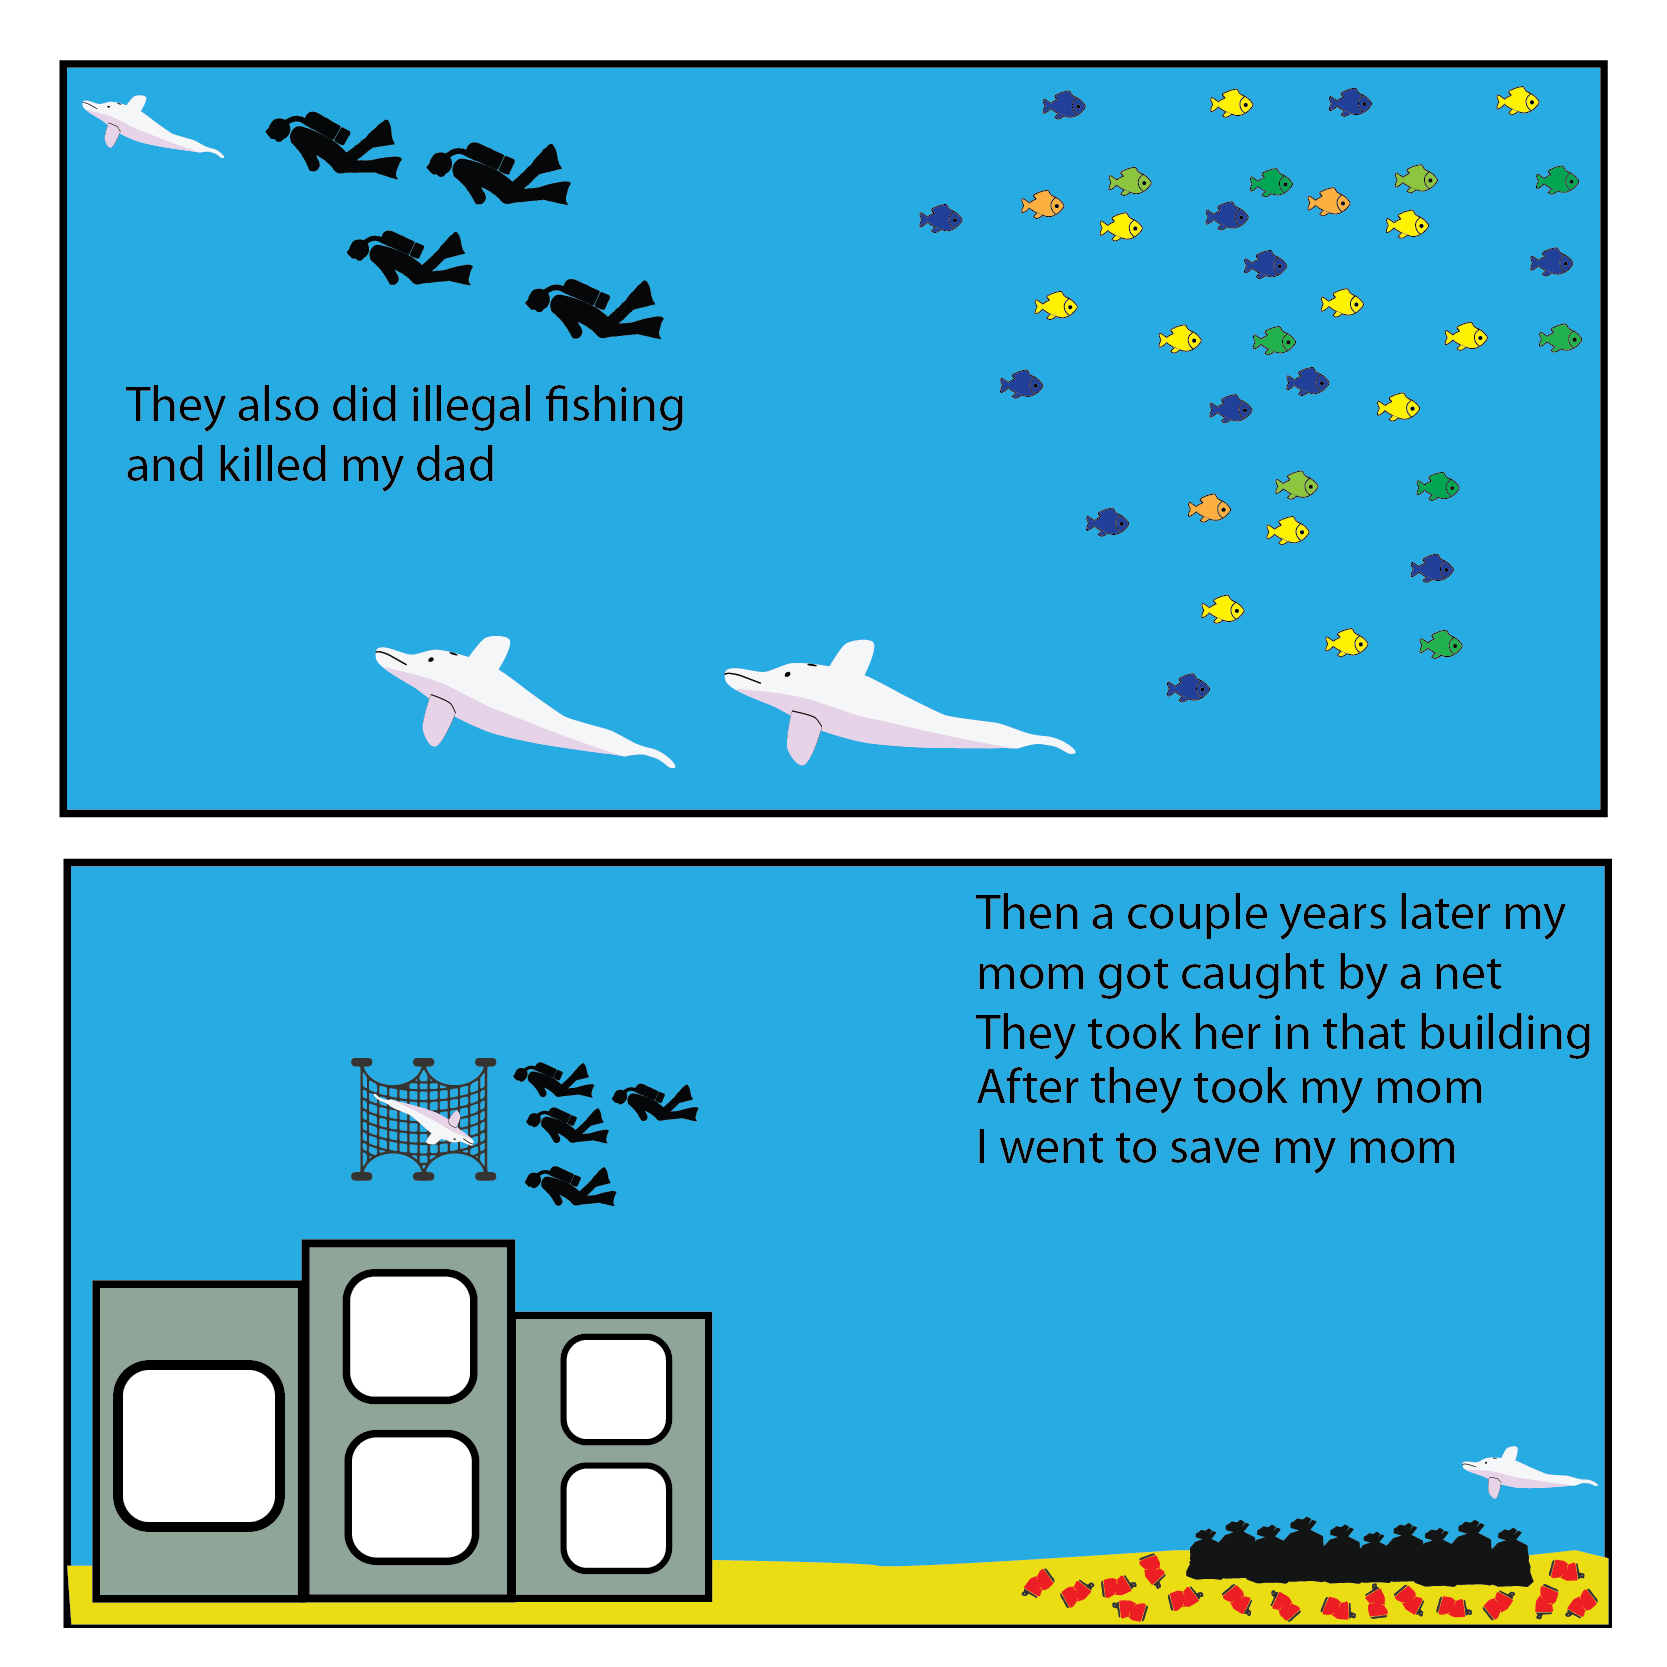 They also did illegal fishing
and killed my dad
Then a couple years later my
mom got caught by a net
They took her in that building
After they took my mom
I went to save my mom